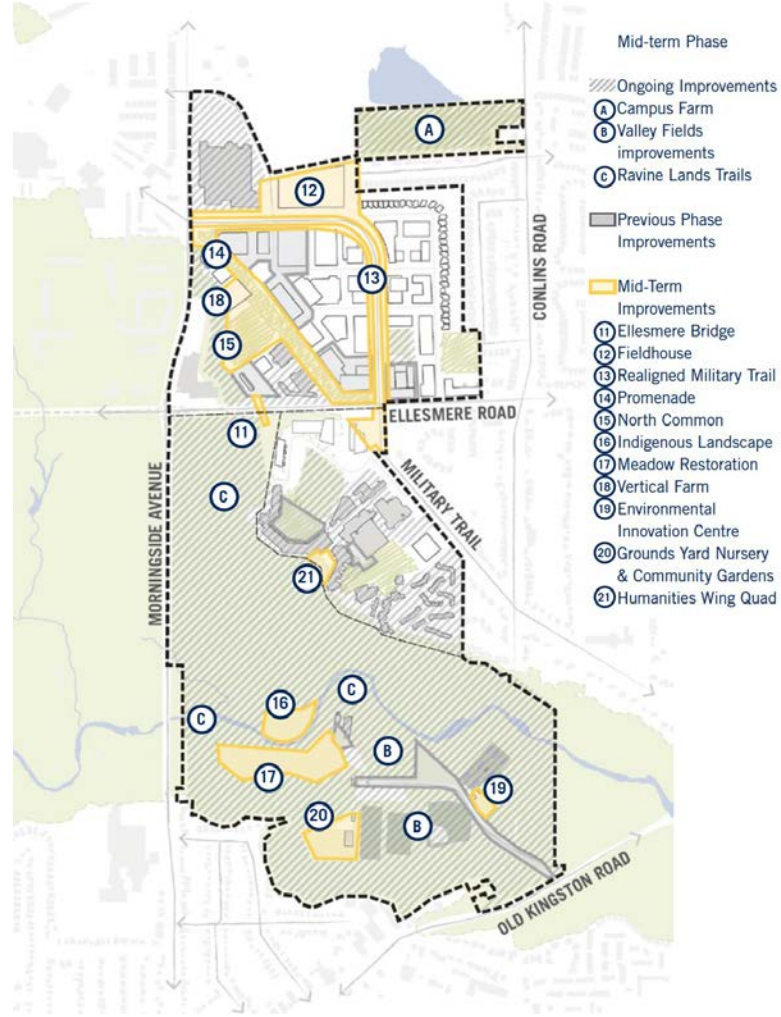 Mid-term Phase
Ongoing Improvements
A Campus Farm
B Valley Fields
improvements
C Ravine Lands Trails
Previous Phase
Improvements
Mid-Term
Improvements
11 Ellesmere Bridge
12 Fieldhouse
13 Realigned Military Trail
14 Promenade
15 North Common
16 Indigenous Landscape
17 Meadow Restoration
18 Vertical Farm
19 Environmental
Innovation Centre
20 Grounds Yard Nursery
& Community Gardens
21 Humanities Wing Quad
A
12
14
13
18
15
CONLINS ROAD
ELLESMERE ROAD
11
MILITARY TRAIL
C
MORNINGSIDE AVENUE
21
C
16
C
B
17
19
20
B
OLD KINGSTON ROAD